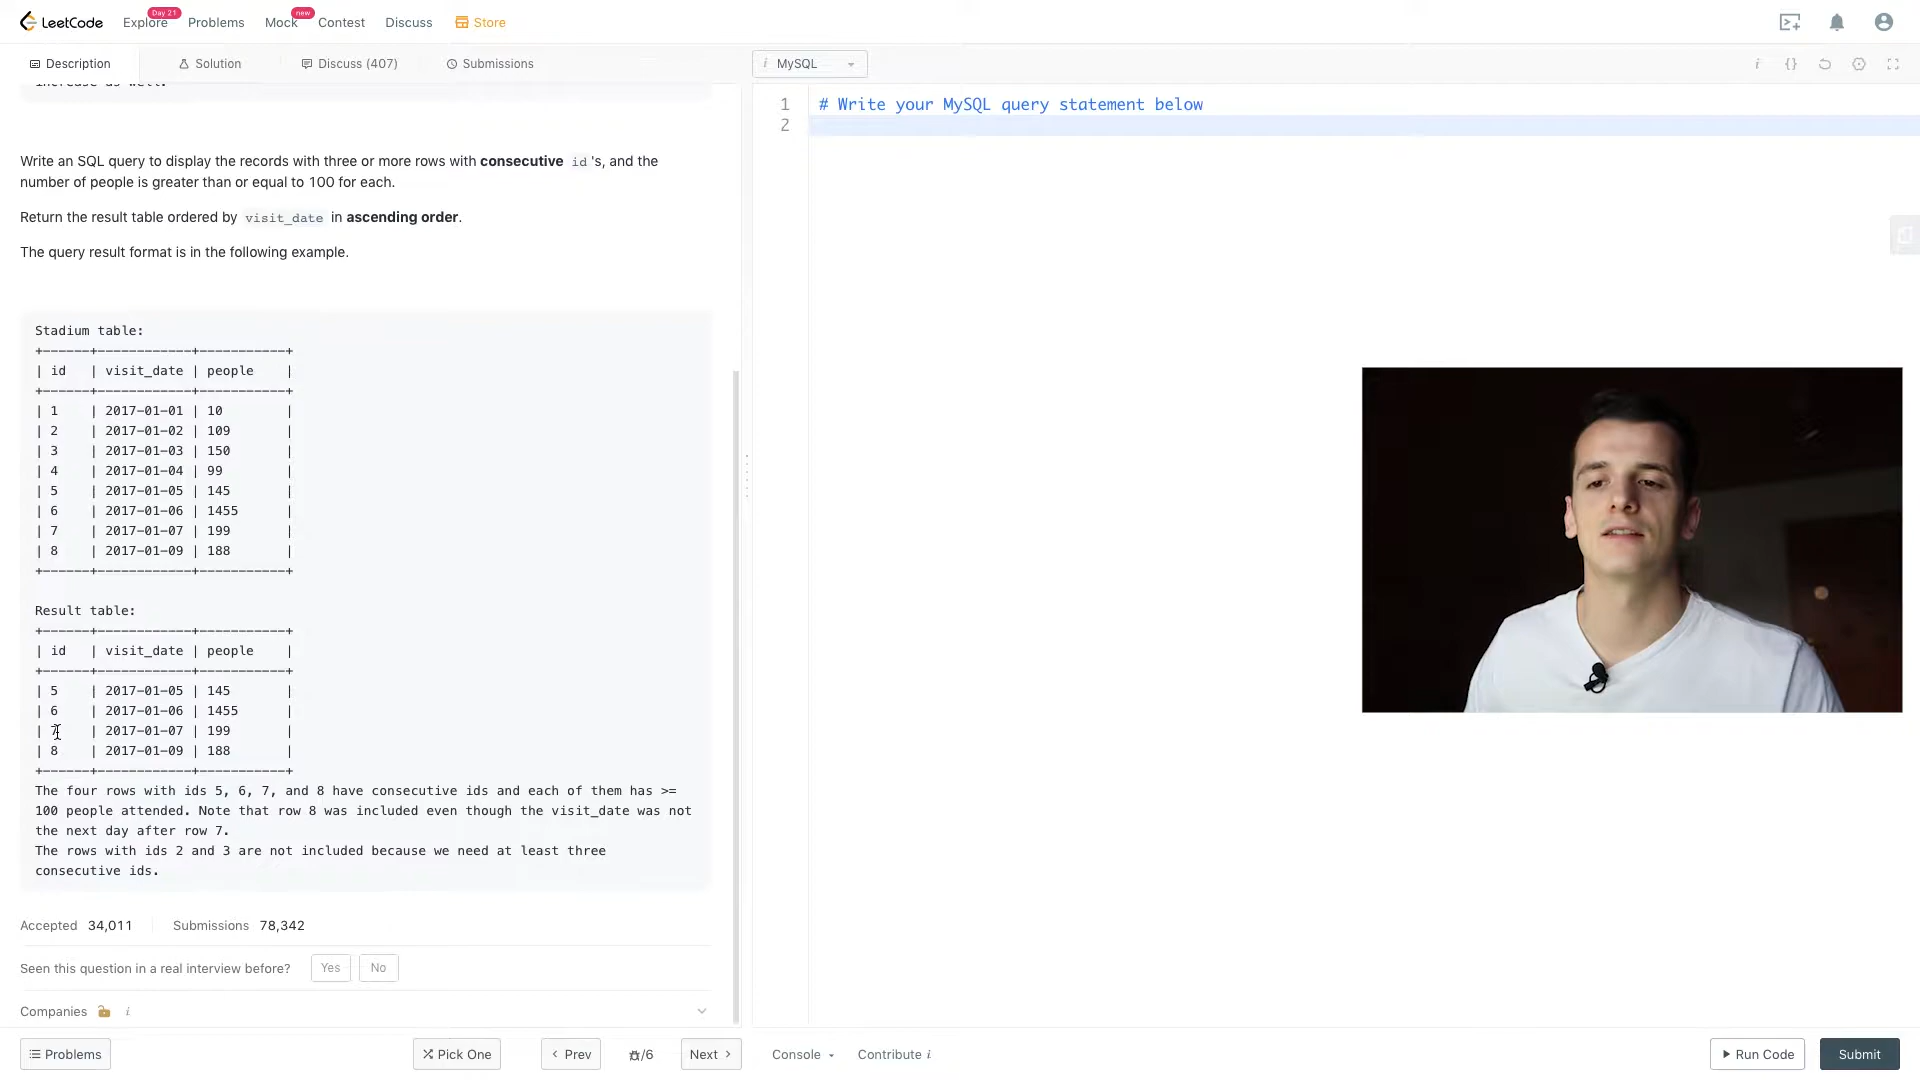 LeetCode Explore Day 21 Problems Mock new Contest Discuss Store
Description Solution Discuss (407) Submissions
MySQL i i {}
increase as well.
1 # Write your MySQL query statement below
2
Write an SQL query to display the records with three or more rows with consecutive id 's, and the
number of people is greater than or equal to 100 for each.
Return the result table ordered by visit_date in ascending order.
The query result format is in the following example.
Stadium table:
+------+------------+-----------+
| id | visit_date | people |
+------+------------+-----------+
| 1 | 2017-01-01 | 10 |
| 2 | 2017-01-02 | 109 |
| 3 | 2017-01-03 | 150 |
| 4 | 2017-01-04 | 99 |
| 5 | 2017-01-05 | 145 |
| 6 | 2017-01-06 | 1455 |
| 7 | 2017-01-07 | 199 |
| 8 | 2017-01-09 | 188 |
+------+------------+-----------+
Result table:
+------+------------+-----------+
| id | visit_date | people |
+------+------------+-----------+
| 5 | 2017-01-05 | 145 |
| 6 | 2017-01-06 | 1455 |
| 7 | 2017-01-07 | 199 |
| 8 | 2017-01-09 | 188 |
+------+------------+-----------+
The four rows with ids 5, 6, 7, and 8 have consecutive ids and each of them has >=
100 people attended. Note that row 8 was included even though the visit_date was not
the next day after row 7.
The rows with ids 2 and 3 are not included because we need at least three
consecutive ids.
Accepted 34,011 Submissions 78,342
Seen this question in a real interview before? Yes No
Companies i
Problems Pick One < Prev /6 Next > Console Contribute i Run Code Submit